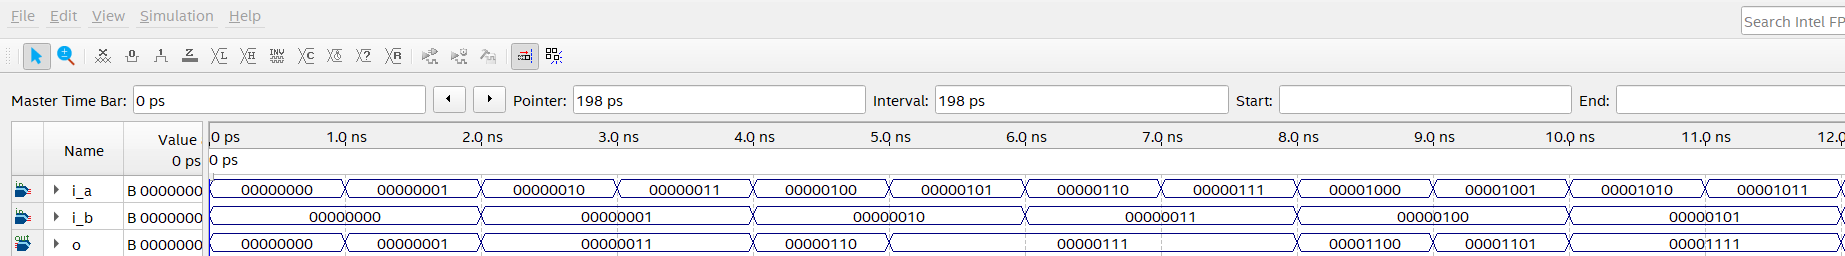 File Edit View Simulation Help
Search Intel FP
Master Time Bar: 0 ps Pointer: 198 ps Interval: 198 ps Start: End:
Name Value 0 ps 1.0 ns 2.0 ns 3.0 ns 4.0 ns 5.0 ns 6.0 ns 7.0 ns 8.0 ns 9.0 ns 10.0 ns 11.0 ns 12.0
0 ps 0 ps
i_a B 0000000 00000000 00000001 00000010 00000011 00000100 00000101 00000110 00000111 00001000 00001001 00001010 00001011
i_b B 0000000 00000000 00000001 00000010 00000011 00000100 00000101
o B 0000000 00000000 00000001 00000011 00000110 00000111 00001100 00001101 00001111